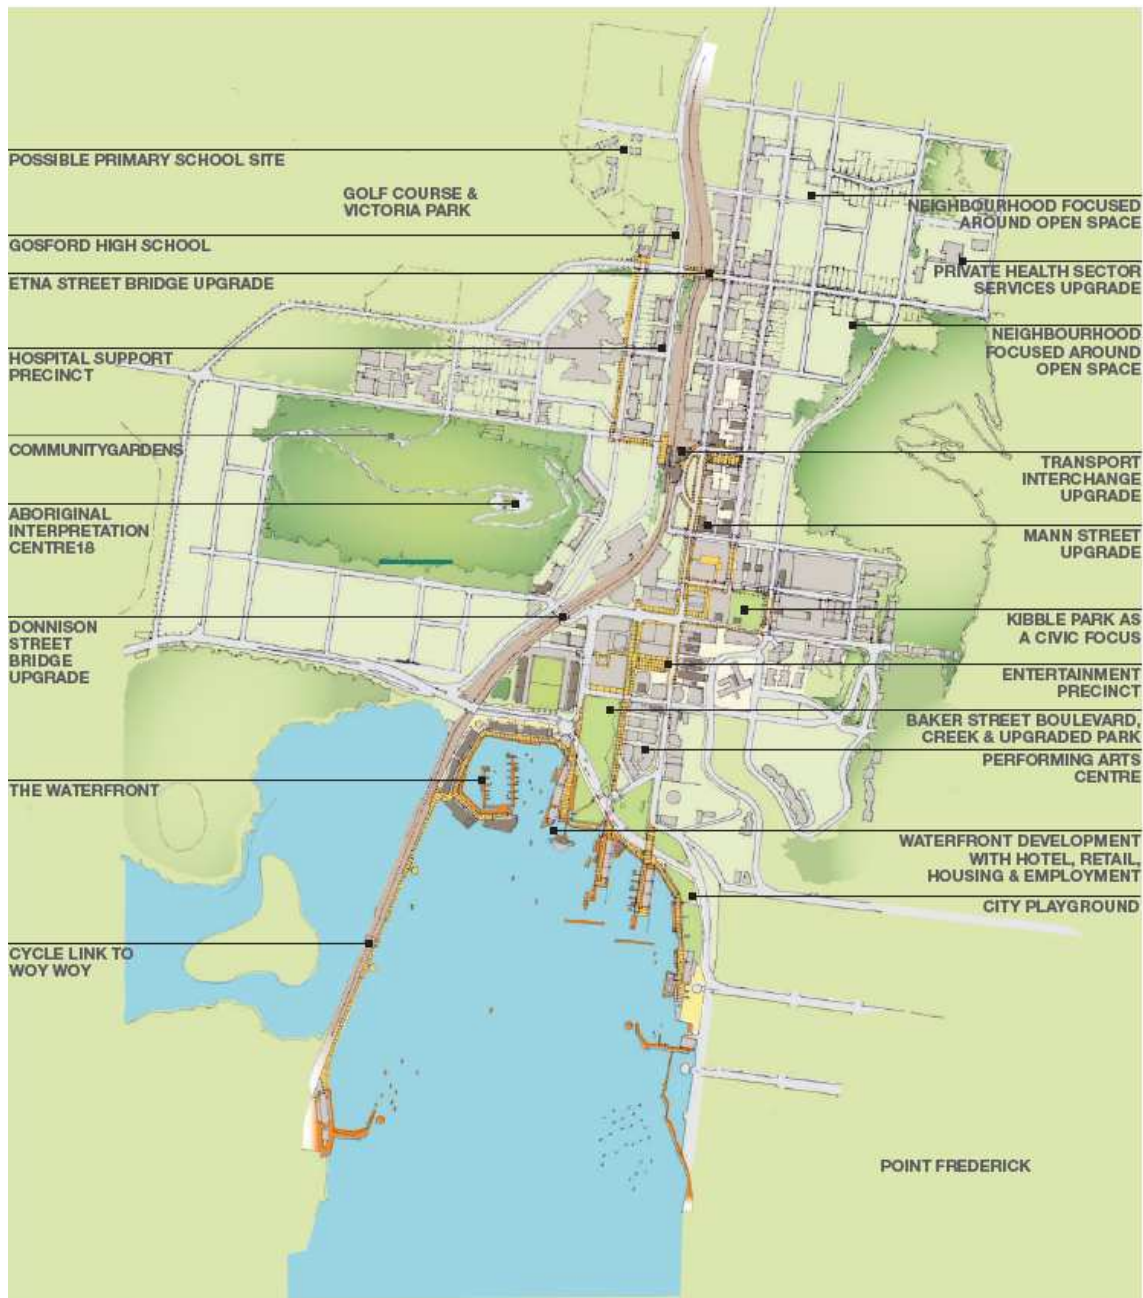 POSSIBLE PRIMARY SCHOOL SITE
GOLF COURSE &
VICTORIA PARK
GOSFORD HIGH SCHOOL
ETNA STREET BRIDGE UPGRADE
HOSPITAL SUPPORT
PRECINCT
COMMUNITYGARDENS
ABORIGINAL
INTERPRETATION
CENTRE18
DONNISON
STREET
BRIDGE
UPGRADE
THE WATERFRONT
CYCLE LINK TO
WOY WOY
NEIGHBOURHOOD FOCUSED
AROUND OPEN SPACE
PRIVATE HEALTH SECTOR
SERVICES UPGRADE
NEIGHBOURHOOD
FOCUSED AROUND
OPEN SPACE
TRANSPORT
INTERCHANGE
UPGRADE
MANN STREET
UPGRADE
KIBBLE PARK AS
A CIVIC FOCUS
ENTERTAINMENT
PRECINCT
BAKER STREET BOULEVARD,
CREEK & UPGRADED PARK
PERFORMING ARTS
CENTRE
WATERFRONT DEVELOPMENT
WITH HOTEL, RETAIL,
HOUSING & EMPLOYMENT
CITY PLAYGROUND
POINT FREDERICK